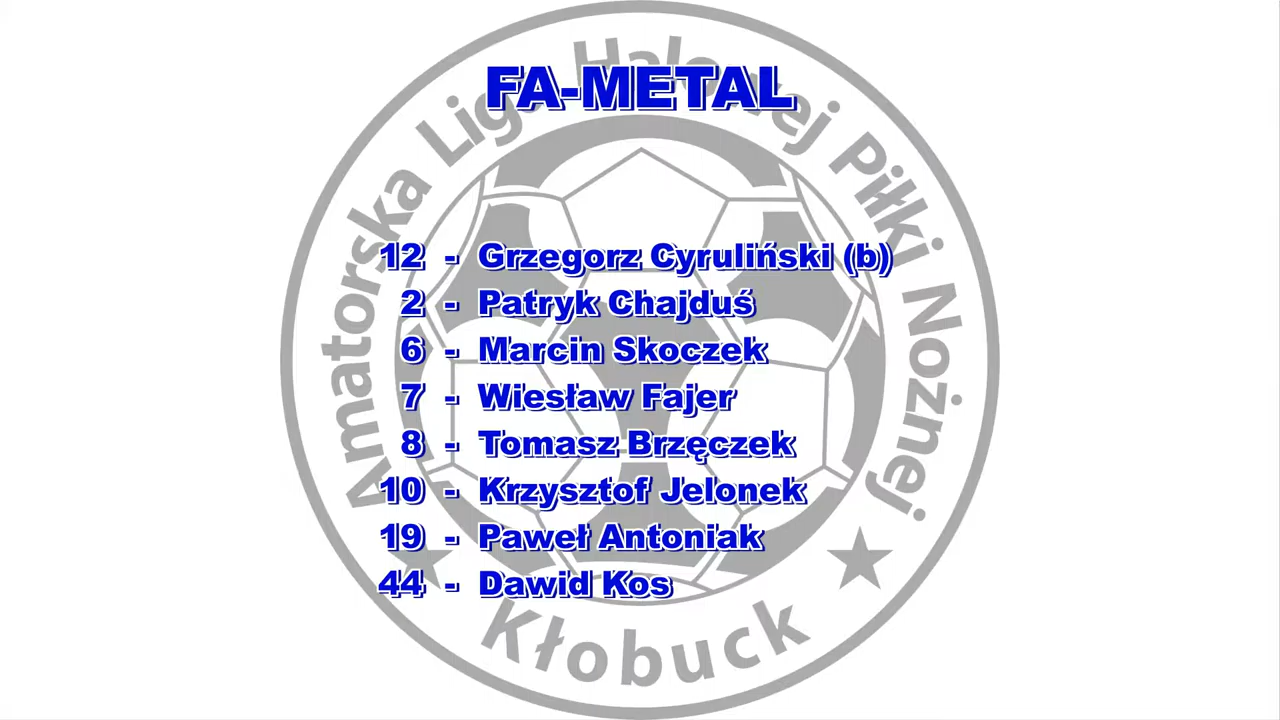 FA-METAL
12 - Grzegorz Cyruliński (b)
2 - Patryk Chajduś
6 - Marcin Skoczek
7 - Wiesław Fajer
8 - Tomasz Brzęczek
10 - Krzysztof Jelonek
19 - Paweł Antoniak
44 - Dawid Kos
Amatorska Liga Halowej Piłki Nożnej
Kłobuck